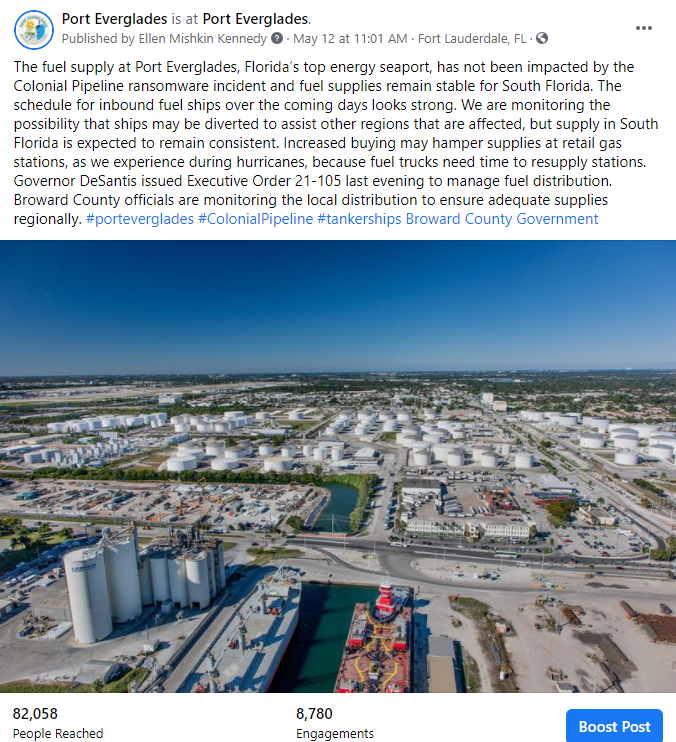 Port Everglades is at Port Everglades.
Published by Ellen Mishkin Kennedy · May 12 at 11:01 AM · Fort Lauderdale, FL ·
The fuel supply at Port Everglades, Florida's top energy seaport, has not been impacted by the
Colonial Pipeline ransomware incident and fuel supplies remain stable for South Florida. The
schedule for inbound fuel ships over the coming days looks strong. We are monitoring the
possibility that ships may be diverted to assist other regions that are affected, but supply in South
Florida is expected to remain consistent. Increased buying may hamper supplies at retail gas
stations, as we experience during hurricanes, because fuel trucks need time to resupply stations.
Governor DeSantis issued Executive Order 21-105 last evening to manage fuel distribution.
Broward County officials are monitoring the local distribution to ensure adequate supplies
regionally. #porteverglades #ColonialPipeline #tankerships Broward County Government
82,058
People Reached
8,780
Engagements
Boost Post